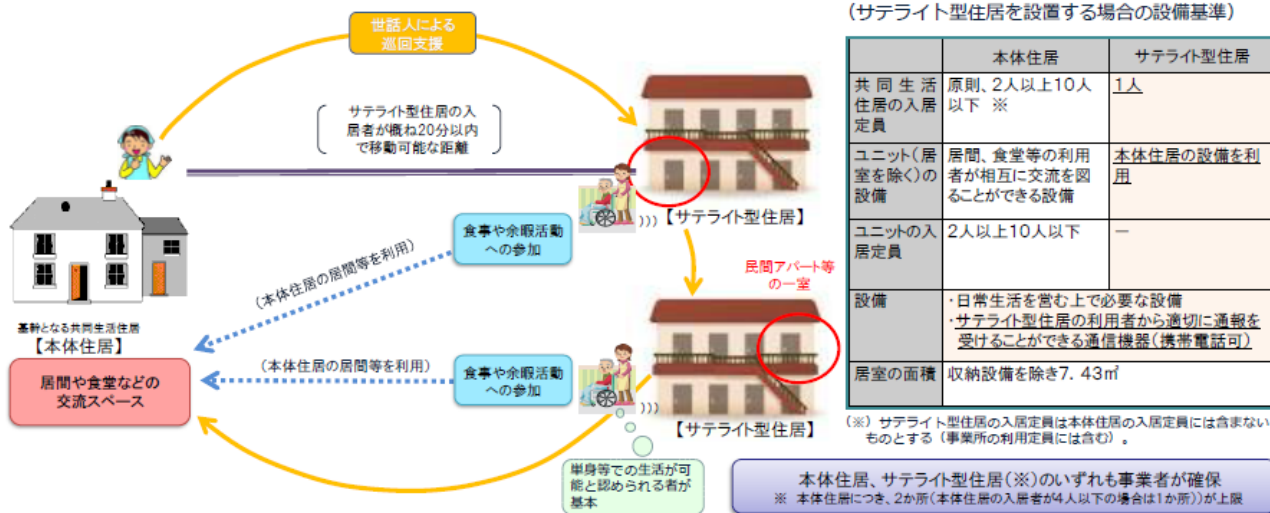 世話人による
巡回支援
サテライト型住居の入
居者が概ね20分以内
で移動可能な距離
【サテライト型住居】
食事や余暇活動
への参加
(本体住居の居間等を利用)
民間アパート等
の一室
基幹となる共同生活住居
【本体住居】
居間や食堂などの
交流スペース
(本体住居の居間等を利用)
食事や余暇活動
への参加
【サテライト型住居】
単身等での生活が可
能と認められる者が
基本
(サテライト型住居を設置する場合の設備基準)
本体住居 サテライト型住居
共同生活
住居の入居
定員
原則、2人以上10人
以下 ※
1人
ユニット(居
室を除く)の
設備
居間、食堂等の利用
者が相互に交流を図
ることができる設備
本体住居の設備を利
用
ユニットの入
居定員
2人以上10人以下
―
設備
・日常生活を営む上で必要な設備
・サテライト型住居の利用者から適切に通報を
受けることができる通信機器(携帯電話可)
居室の面積
収納設備を除き7.43㎡
(※) サテライト型住居の入居定員は本体住居の入居定員には含まない
ものとする(事業所の利用定員には含む)。
本体住居、サテライト型住居(※)のいずれも事業者が確保
※ 本体住居につき、2か所(本体住居の入居者が4人以下の場合は1か所))が上限